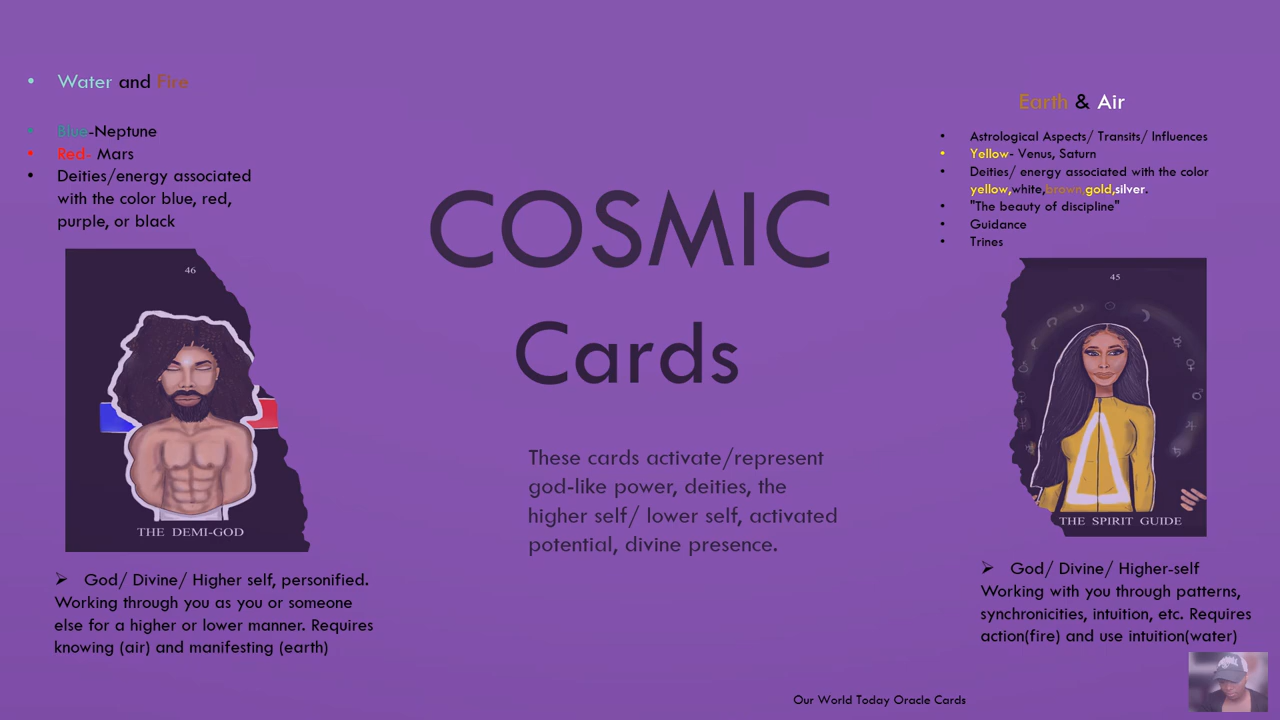 Water and Fire
Blue-Neptune
Red- Mars
Deities/energy associated
with the color blue, red,
purple, or black
46
THE DEMI-GOD
God/ Divine/ Higher self, personified.
Working through you as you or someone
else for a higher or lower manner. Requires
knowing (air) and manifesting (earth)
COSMIC
Cards
These cards activate/represent
god-like power, deities, the
higher self/ lower self, activated
potential, divine presence.
Earth & Air
Astrological Aspects/ Transits/ Influences
Yellow- Venus, Saturn
Deities/ energy associated with the color
yellow,white,brown,gold,silver.
"The beauty of discipline"
Guidance
Trines
45
THE SPIRIT GUIDE
God/ Divine/ Higher-self
Working with you through patterns,
synchronicities, intuition, etc. Requires
action(fire) and use intuition(water)
Our World Today Oracle Cards